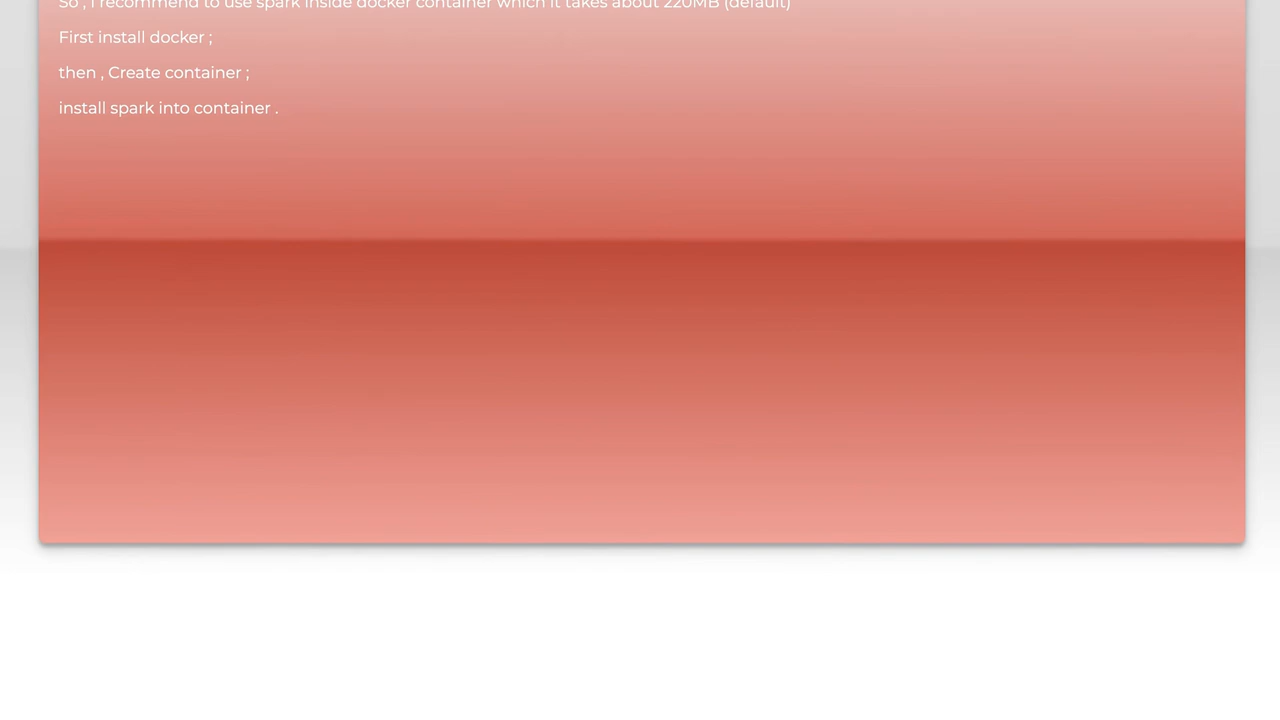 So , I recommend to use spark inside docker container which it takes about 220MB (default)
First install docker ;
then , Create container ;
install spark into container .